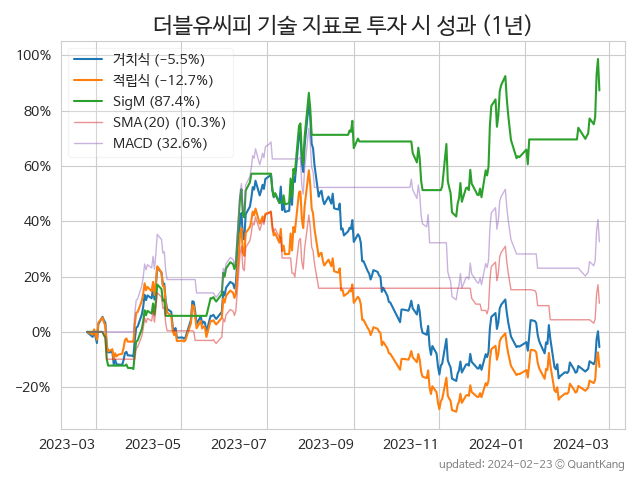 더블유씨피 기술 지표로 투자 시 성과 (1년)
100%
80%
60%
40%
20%
0%
−20%
거치식 (−5.5%)
적립식 (−12.7%)
SigM (87.4%)
SMA(20) (10.3%)
MACD (32.6%)
2023-03 2023-05 2023-07 2023-09 2023-11 2024-01 2024-03
updated: 2024-02-23 ⓒ QuantKang